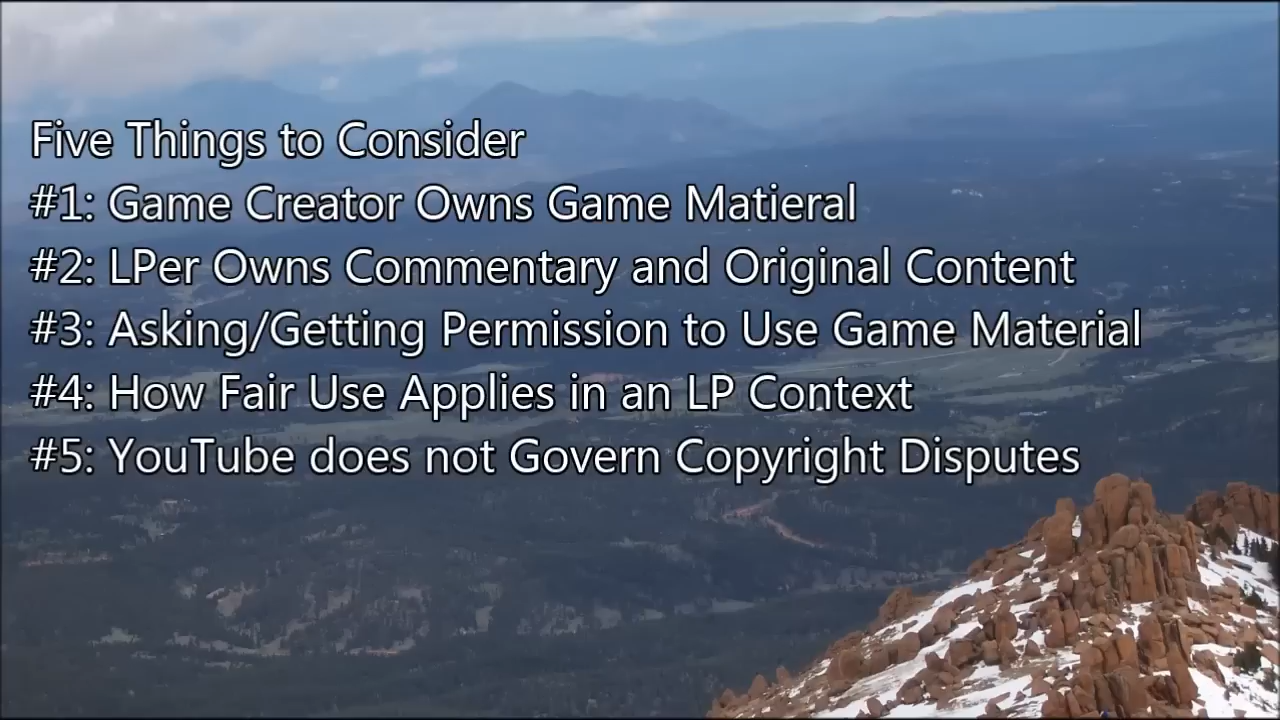 Five Things to Consider
#1: Game Creator Owns Game Matieral
#2: LPer Owns Commentary and Original Content
#3: Asking/Getting Permission to Use Game Material
#4: How Fair Use Applies in an LP Context
#5: YouTube does not Govern Copyright Disputes